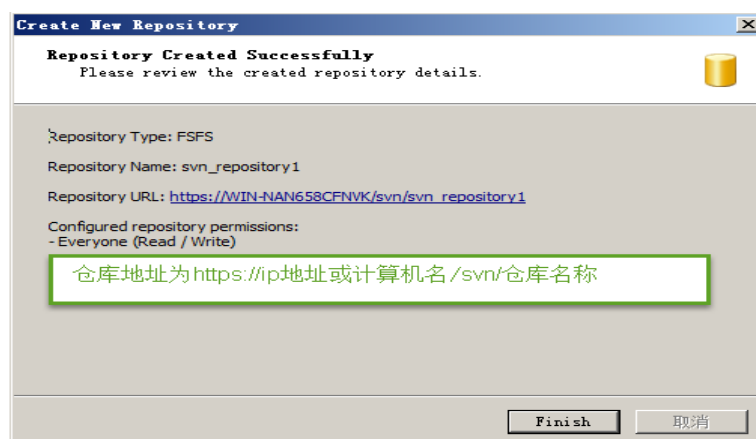 Create New Repository
Repository Created Successfully
Please review the created repository details.
Repository Type: FSFS
Repository Name: svn_repository1
Repository URL: https://WIN-NAN658CFNVK/svn/svn_repository1
Configured repository permissions:
- Everyone (Read / Write)
仓库地址为https://ip地址或计算机名/svn/仓库名称
Finish
取消